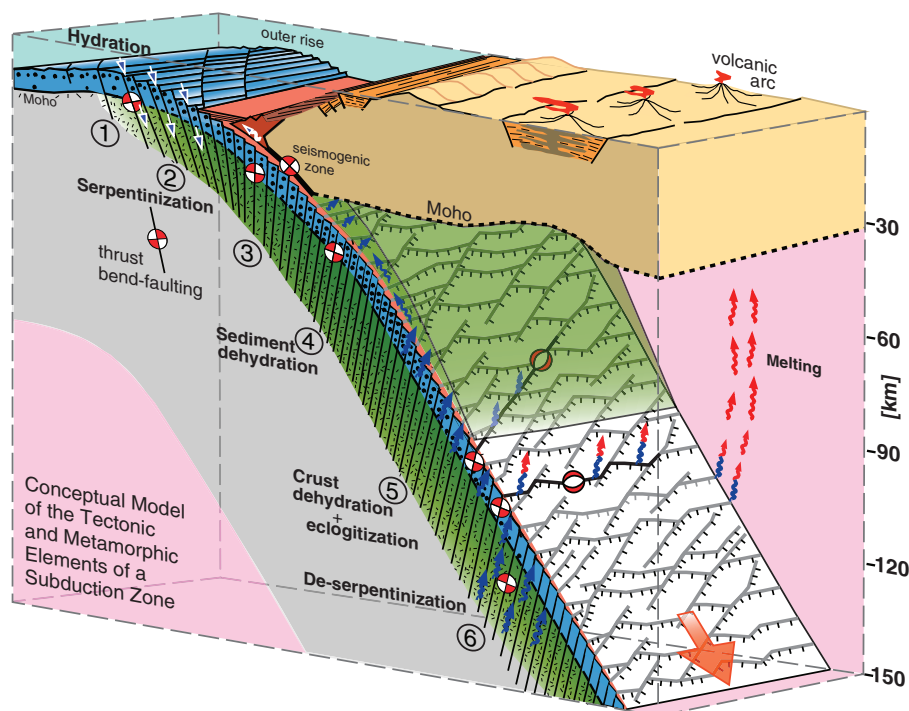 Hydration
outer rise
volcanic
arc
Moho
1
seismogenic
zone
2
Serpentinization
Moho
-30
thrust
bend-faulting
3
Sediment
dehydration
4
-60
Melting
[km]
-90
Crust
dehydration
+
eclogitization
5
Conceptual Model
of the Tectonic
and Metamorphic
Elements of a
Subduction Zone
De-serpentinization
-120
6
-150